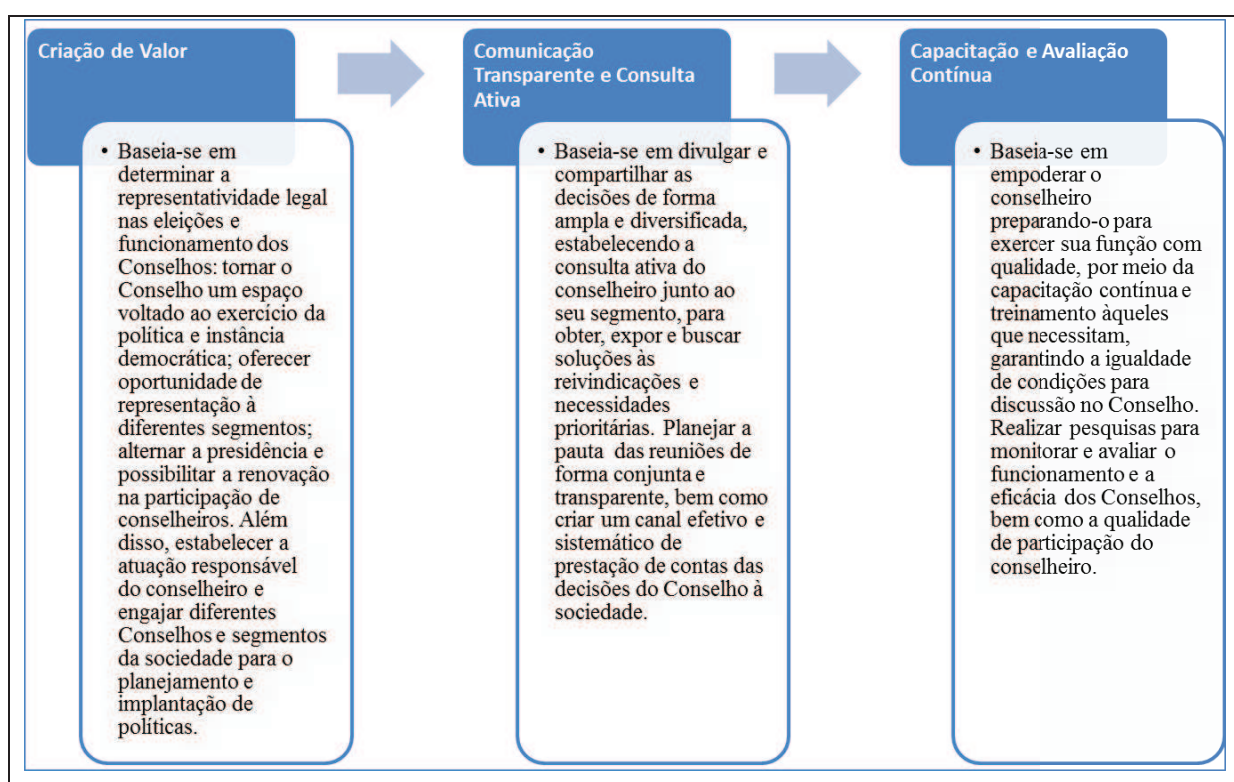 Criação de Valor
• Baseia-se em
determinar a
representatividade legal
nas eleições e
funcionamento dos
Conselhos: tornar o
Conselho um espaço
voltado ao exercício da
política e instância
democrática; oferecer
oportunidade de
representação à
diferentes segmentos;
alternar a presidência e
possibilitar a renovação
na participação de
conselheiros. Além
disso, estabelecer a
atuação responsável
do conselheiro e
engajar diferentes
Conselhos e segmentos
da sociedade para o
planejamento e
implantação de
políticas.
Comunicação
Transparente e Consulta
Ativa
• Baseia-se em divulgar e
compartilhar as
decisões de forma
ampla e diversificada,
estabelecendo a
consulta ativa do
conselheiro junto ao
seu segmento, para
obter, expor e buscar
soluções às
reivindicações e
necessidades
prioritárias. Planejar a
pauta das reuniões de
forma conjunta e
transparente, bem como
criar um canal efetivo e
sistemático de
prestação de contas das
decisões do Conselho à
sociedade.
Capacitação e Avaliação
Contínua
• Baseia-se em
empoderar o
conselheiro
preparando-o para
exercer sua função com
qualidade, por meio da
capacitação contínua e
treinamento àqueles
que necessitam,
garantindo a igualdade
de condições para
discussão no Conselho.
Realizar pesquisas para
monitorar e avaliar o
funcionamento e a
eficácia dos Conselhos,
bem como a qualidade
de participação do
conselheiro.